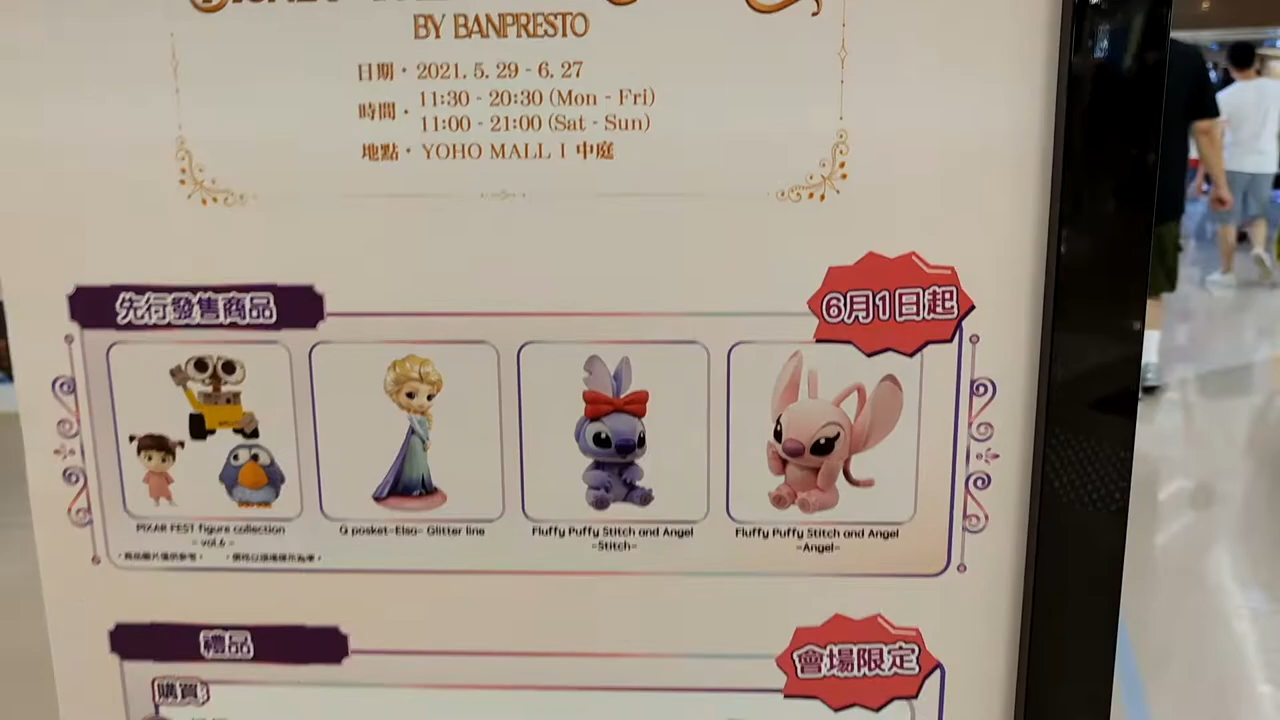 BY BANPRESTO
日期・2021. 5. 29 - 6. 27
時間・11:30 - 20:30 (Mon - Fri)
11:00 - 21:00 (Sat - Sun)
地點・YOHO MALL I 中庭
先行發售商品
6月1日起
PIXAR FEST figure collection
- vol.6 -
Q posket-Elsa- Glitter line
Fluffy Puffy Stitch and Angel
-Stitch-
Fluffy Puffy Stitch and Angel
-Angel-
禮品
會場限定
購買